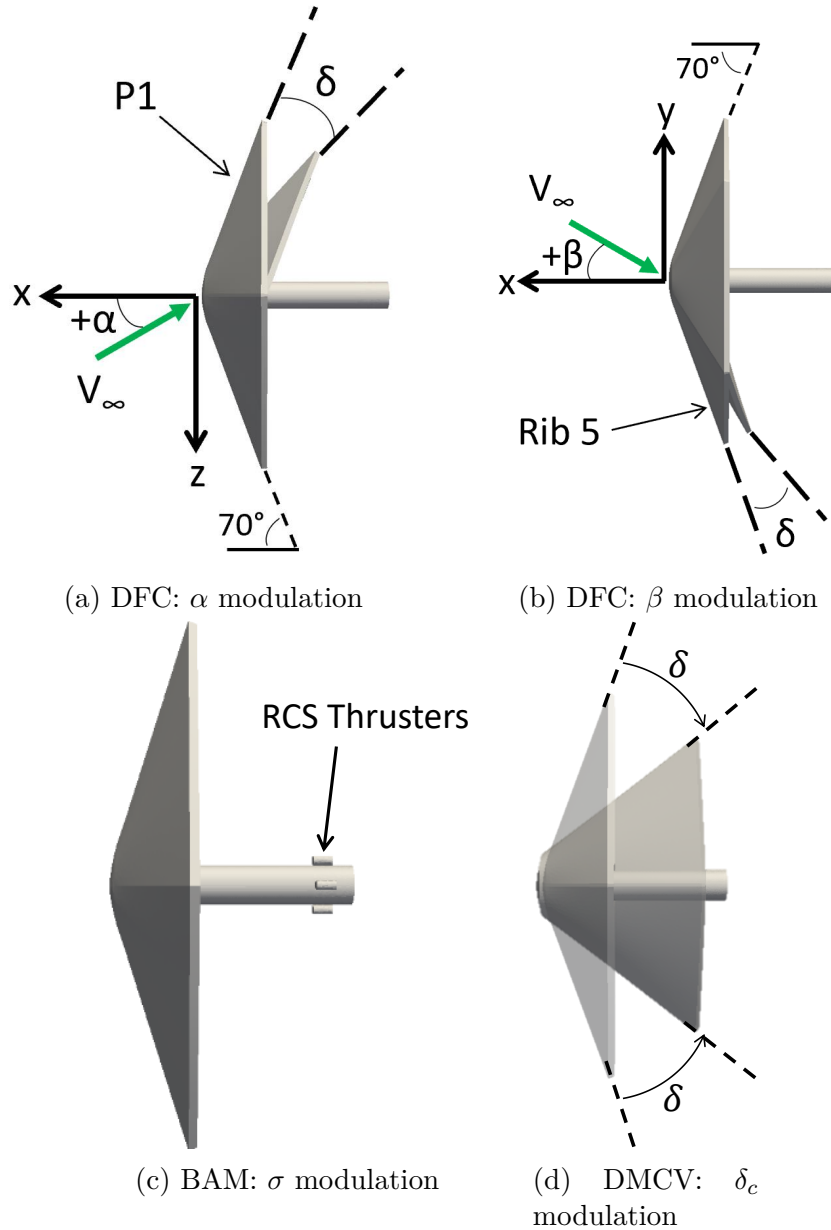 P1
δ
x
+α
V∞
z
70°
(a) DFC: α modulation
70°
y
V∞
+β
x
Rib 5
δ
(b) DFC: β modulation
RCS Thrusters
(c) BAM: σ modulation
δ
δ
(d) DMCV: δc
modulation